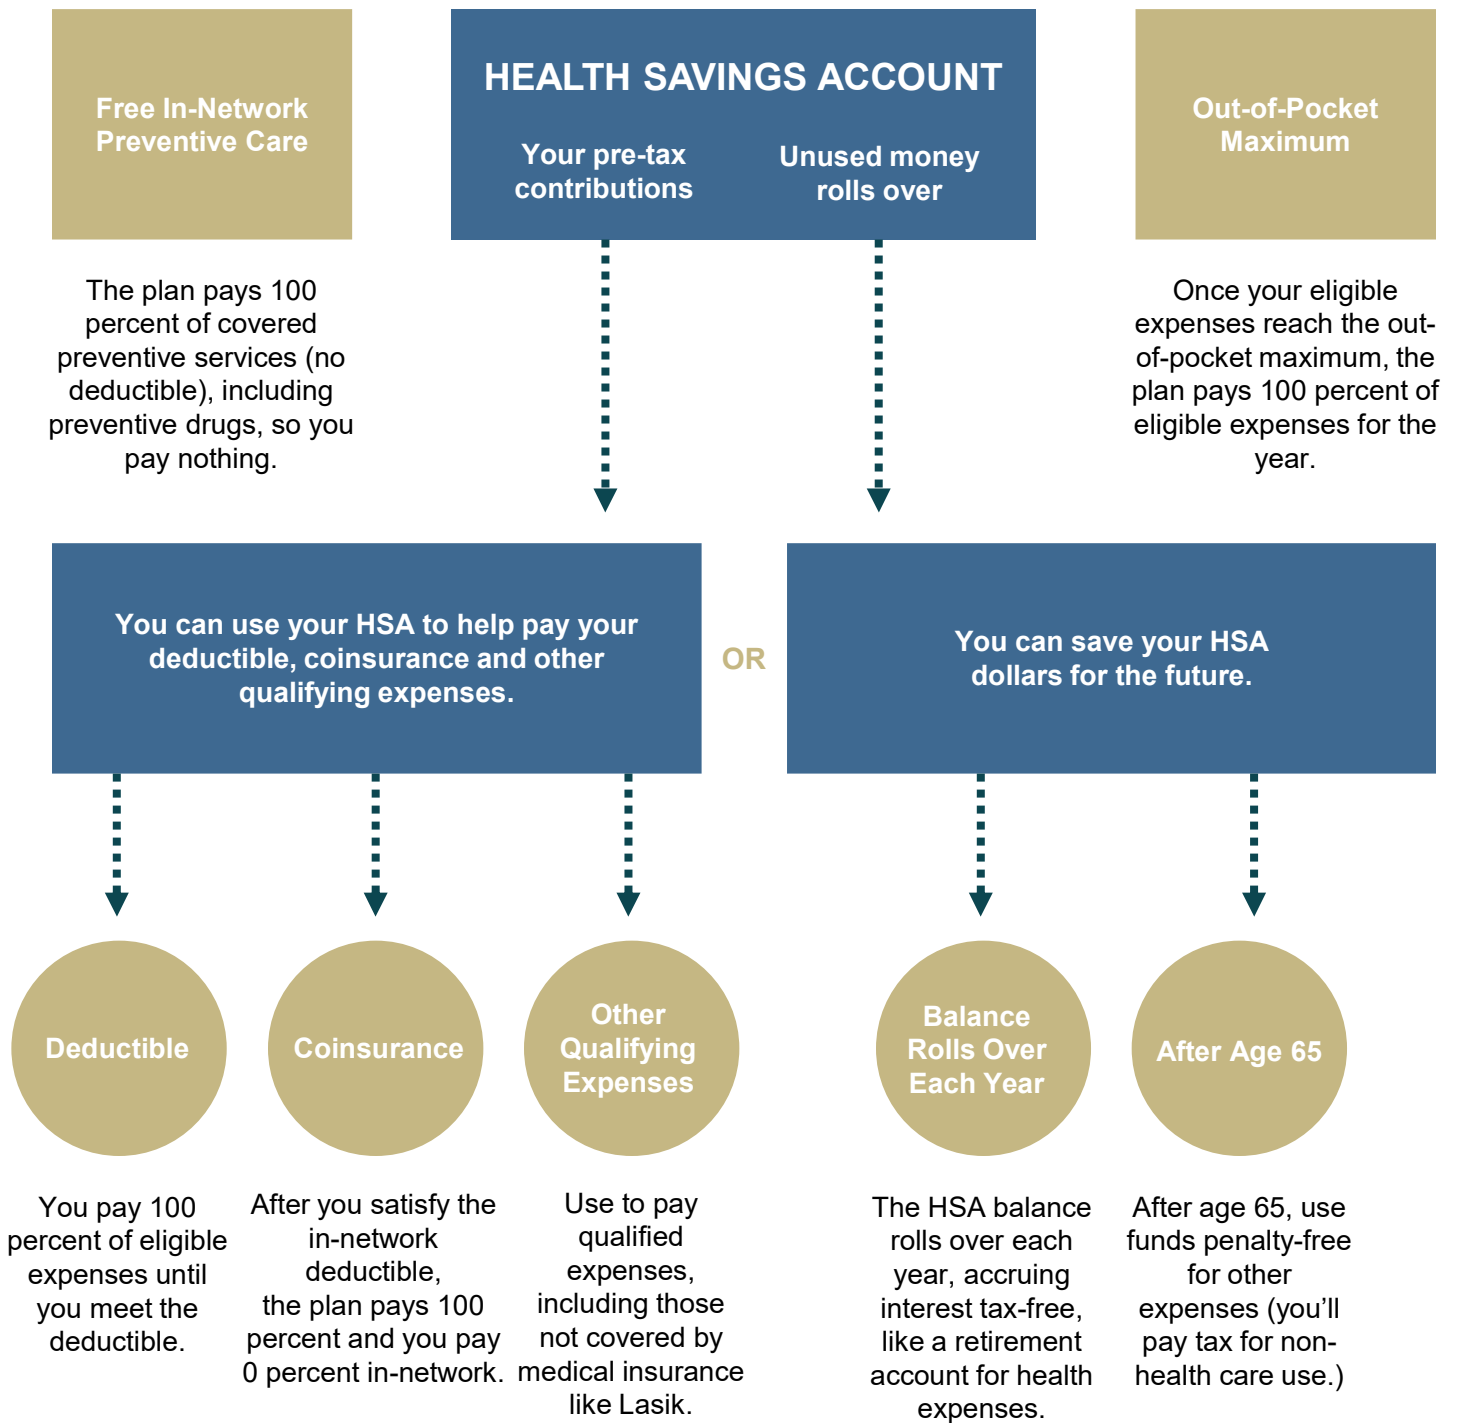 Free In-Network
Preventive Care
HEALTH SAVINGS ACCOUNT
Your pre-tax
contributions
Unused money
rolls over
Out-of-Pocket
Maximum
The plan pays 100
percent of covered
preventive services (no
deductible), including
preventive drugs, so you
pay nothing.
Once your eligible
expenses reach the out-
of-pocket maximum, the
plan pays 100 percent of
eligible expenses for the
year.
You can use your HSA to help pay your
deductible, coinsurance and other
qualifying expenses.
OR
You can save your HSA
dollars for the future.
Deductible
Coinsurance
Other
Qualifying
Expenses
Balance
Rolls Over
Each Year
After Age 65
You pay 100
percent of eligible
expenses until
you meet the
deductible.
After you satisfy the
in-network
deductible,
the plan pays 100
percent and you pay
0 percent in-network.
Use to pay
qualified
expenses,
including those
not covered by
medical insurance
like Lasik.
The HSA balance
rolls over each
year, accruing
interest tax-free,
like a retirement
account for health
expenses.
After age 65, use
funds penalty-free
for other
expenses (you’ll
pay tax for non-
health care use.)